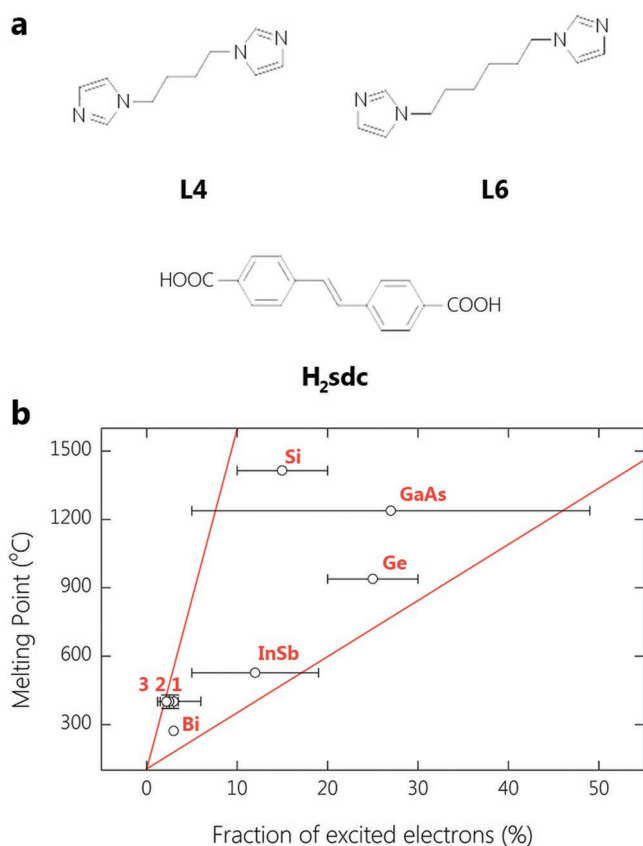 a
N N N
N
N N
N N
L4
L6
HOOC
COOH
H₂sdc
b
1500
1200
900
600
300
Melting Point (°C)
Si
GaAs
Ge
InSb
3 2 1
Bi
0 10 20 30 40 50
Fraction of excited electrons (%)